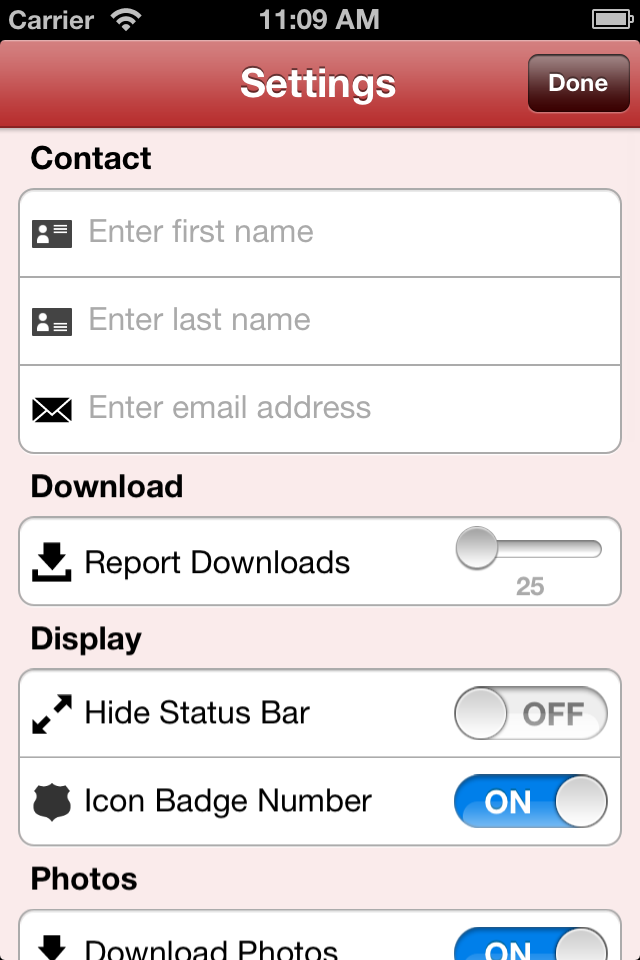 Carrier 11:09 AM
Settings
Done
Contact
Enter first name
Enter last name
Enter email address
Download
Report Downloads
25
Display
Hide Status Bar OFF
Icon Badge Number ON
Photos
Download Photos ON